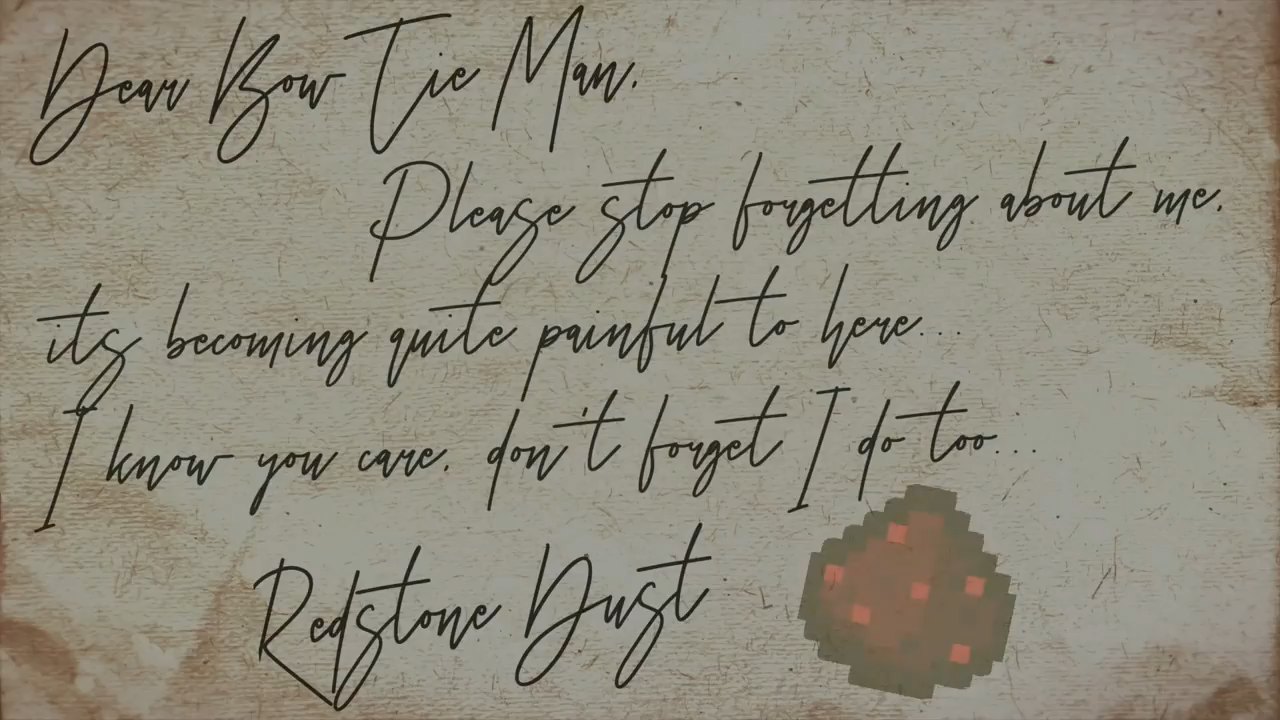 Dear Bow Tie Man,
Please stop forgetting about me.
its becoming quite painful to here...
I know you care, don't forget I do too...
Redstone Dust